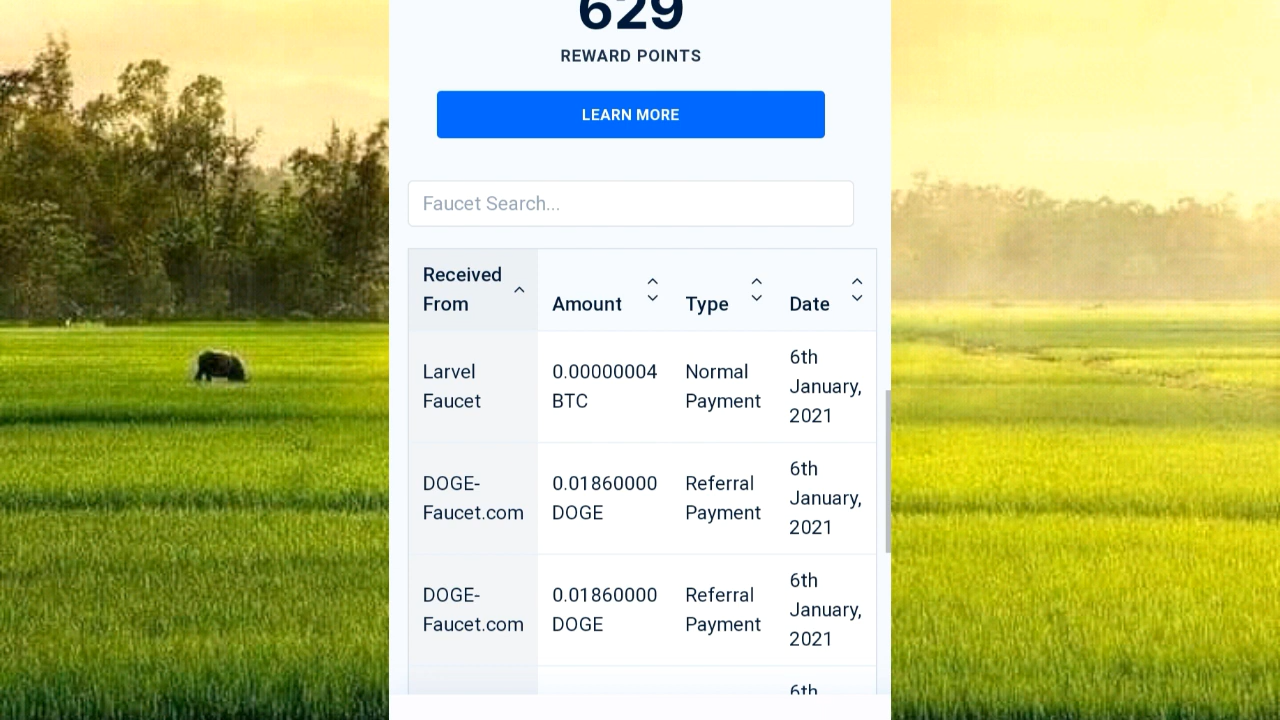 629
REWARD POINTS
LEARN MORE
Faucet Search...
Received From
Amount
Type
Date
Larvel Faucet
0.00000004 BTC
Normal Payment
6th January, 2021
DOGE-Faucet.com
0.01860000 DOGE
Referral Payment
6th January, 2021
DOGE-Faucet.com
0.01860000 DOGE
Referral Payment
6th January, 2021
6th